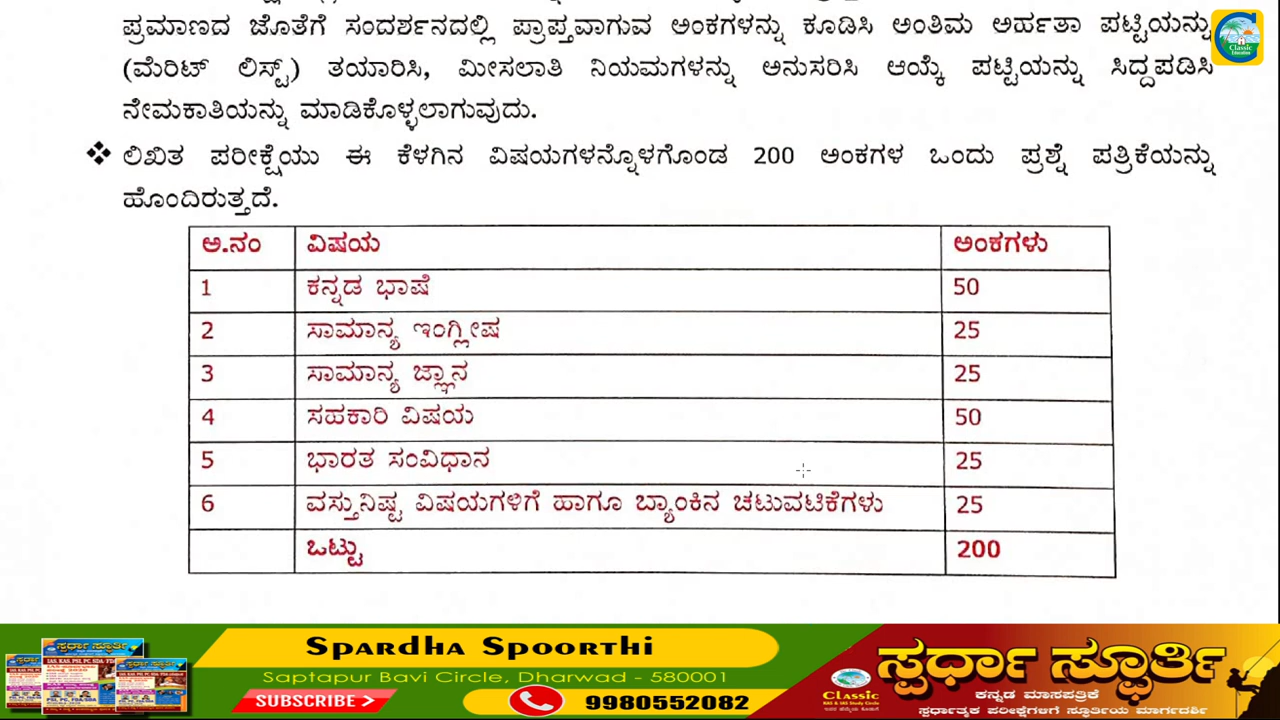 ಪ್ರಮಾಣದ ಜೊತೆಗೆ ಸಂದರ್ಶನದಲ್ಲಿ ಪ್ರಾಪ್ತವಾಗುವ ಅಂಕಗಳನ್ನು ಕೂಡಿಸಿ ಅಂತಿಮ ಅರ್ಹತಾ ಪಟ್ಟಿಯನ್ನು
(ಮೆರಿಟ್ ಲಿಸ್ಟ್) ತಯಾರಿಸಿ, ಮೀಸಲಾತಿ ನಿಯಮಗಳನ್ನು ಅನುಸರಿಸಿ ಆಯ್ಕೆ ಪಟ್ಟಿಯನ್ನು ಸಿದ್ದಪಡಿಸಿ
ನೇಮಕಾತಿಯನ್ನು ಮಾಡಿಕೊಳ್ಳಲಾಗುವುದು.
❖ ಲಿಖಿತ ಪರೀಕ್ಷೆಯು ಈ ಕೆಳಗಿನ ವಿಷಯಗಳನ್ನೊಳಗೊಂಡ 200 ಅಂಕಗಳ ಒಂದು ಪ್ರಶ್ನೆ ಪತ್ರಿಕೆಯನ್ನು
ಹೊಂದಿರುತ್ತದೆ.
ಅ.ನಂ ವಿಷಯ ಅಂಕಗಳು
1 ಕನ್ನಡ ಭಾಷೆ 50
2 ಸಾಮಾನ್ಯ ಇಂಗ್ಲೀಷ 25
3 ಸಾಮಾನ್ಯ ಜ್ಞಾನ 25
4 ಸಹಕಾರಿ ವಿಷಯ 50
5 ಭಾರತ ಸಂವಿಧಾನ 25
6 ವಸ್ತುನಿಷ್ಟ ವಿಷಯಗಳಿಗೆ ಹಾಗೂ ಬ್ಯಾಂಕಿನ ಚಟುವಟಿಕೆಗಳು 25
ಒಟ್ಟು 200
Classic
Education
Spardha Spoorthi
Saptapur Bavi Circle, Dharwad - 580001
SUBSCRIBE
9980552082
ಸ್ಪರ್ಧಾ ಸ್ಫೂರ್ತಿ
ಕನ್ನಡ ಮಾಸಪತ್ರಿಕೆ
ಸ್ಪರ್ಧಾತ್ಮಕ ಪರೀಕ್ಷೆಗಳಿಗೆ ಸ್ಫೂರ್ತಿಯ ಮಾರ್ಗದರ್ಶಿ
Classic